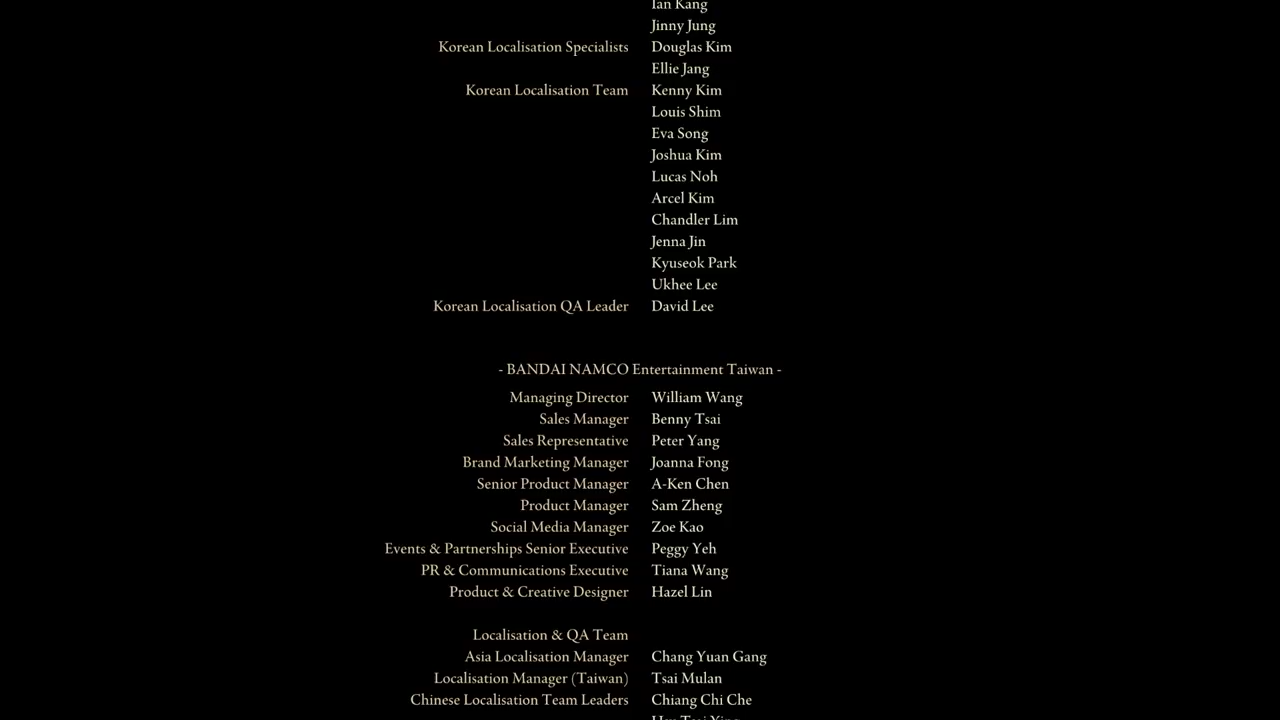 Ian Kang
Jinny Jung
Korean Localisation Specialists Douglas Kim
Ellie Jang
Korean Localisation Team Kenny Kim
Louis Shim
Eva Song
Joshua Kim
Lucas Noh
Arcel Kim
Chandler Lim
Jenna Jin
Kyuseok Park
Ukhee Lee
Korean Localisation QA Leader David Lee
- BANDAI NAMCO Entertainment Taiwan -
Managing Director William Wang
Sales Manager Benny Tsai
Sales Representative Peter Yang
Brand Marketing Manager Joanna Fong
Senior Product Manager A-Ken Chen
Product Manager Sam Zheng
Social Media Manager Zoe Kao
Events & Partnerships Senior Executive Peggy Yeh
PR & Communications Executive Tiana Wang
Product & Creative Designer Hazel Lin
Localisation & QA Team
Asia Localisation Manager Chang Yuan Gang
Localisation Manager (Taiwan) Tsai Mulan
Chinese Localisation Team Leaders Chiang Chi Che